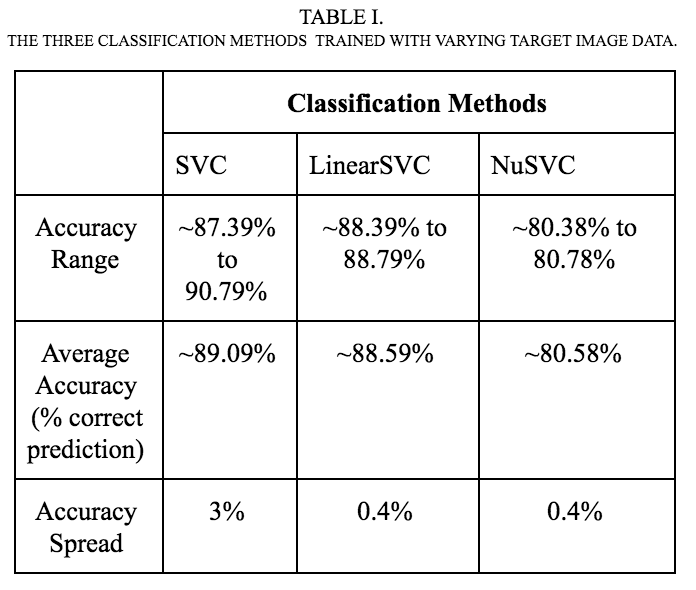 TABLE I.
THE THREE CLASSIFICATION METHODS TRAINED WITH VARYING TARGET IMAGE DATA.
Classification Methods
SVC LinearSVC NuSVC
Accuracy Range ~87.39% to 90.79% ~88.39% to 88.79% ~80.38% to 80.78%
Average Accuracy (% correct prediction) ~89.09% ~88.59% ~80.58%
Accuracy Spread 3% 0.4% 0.4%